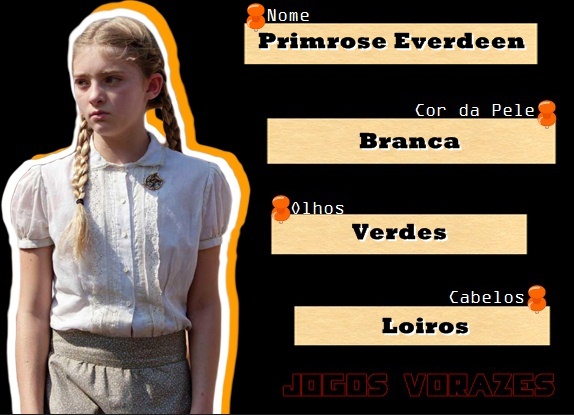 Nome
Primrose Everdeen
Cor da Pele
Branca
Olhos
Verdes
Cabelos
Loiros
JOGOS VORAZES